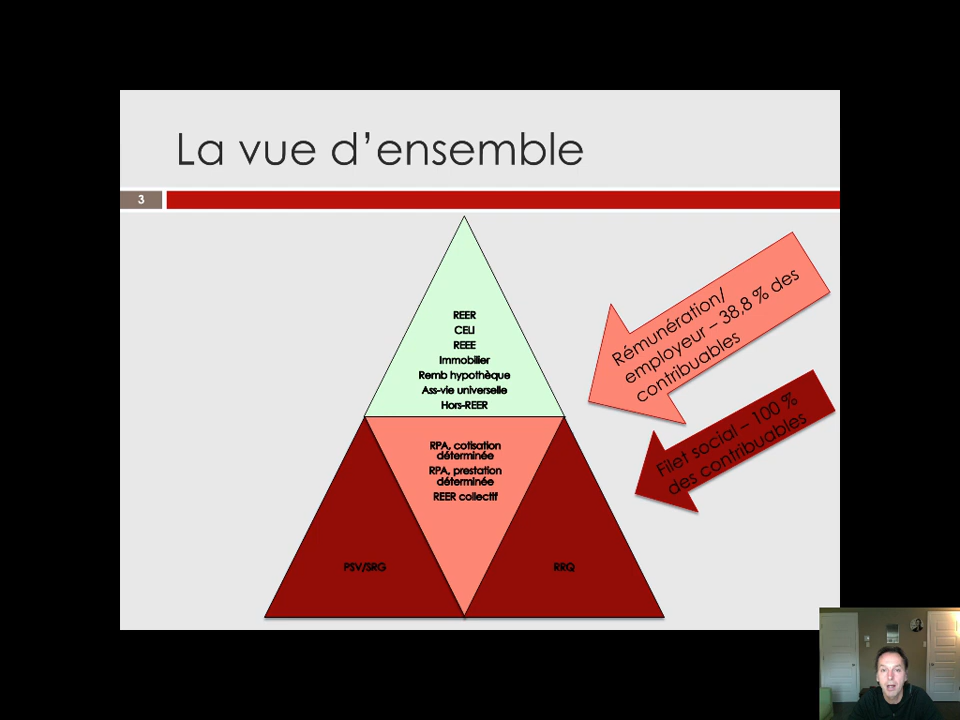 La vue d’ensemble
3
REER
CELI
REEE
Immobilier
Remb hypothèque
Ass-vie universelle
Hors-REER
RPA, cotisation
déterminée
RPA, prestation
déterminée
REER collectif
PSV/SRG
RRQ
Rémunération/
employeur – 38,8 % des
contribuables
Filet social – 100 %
des contribuables